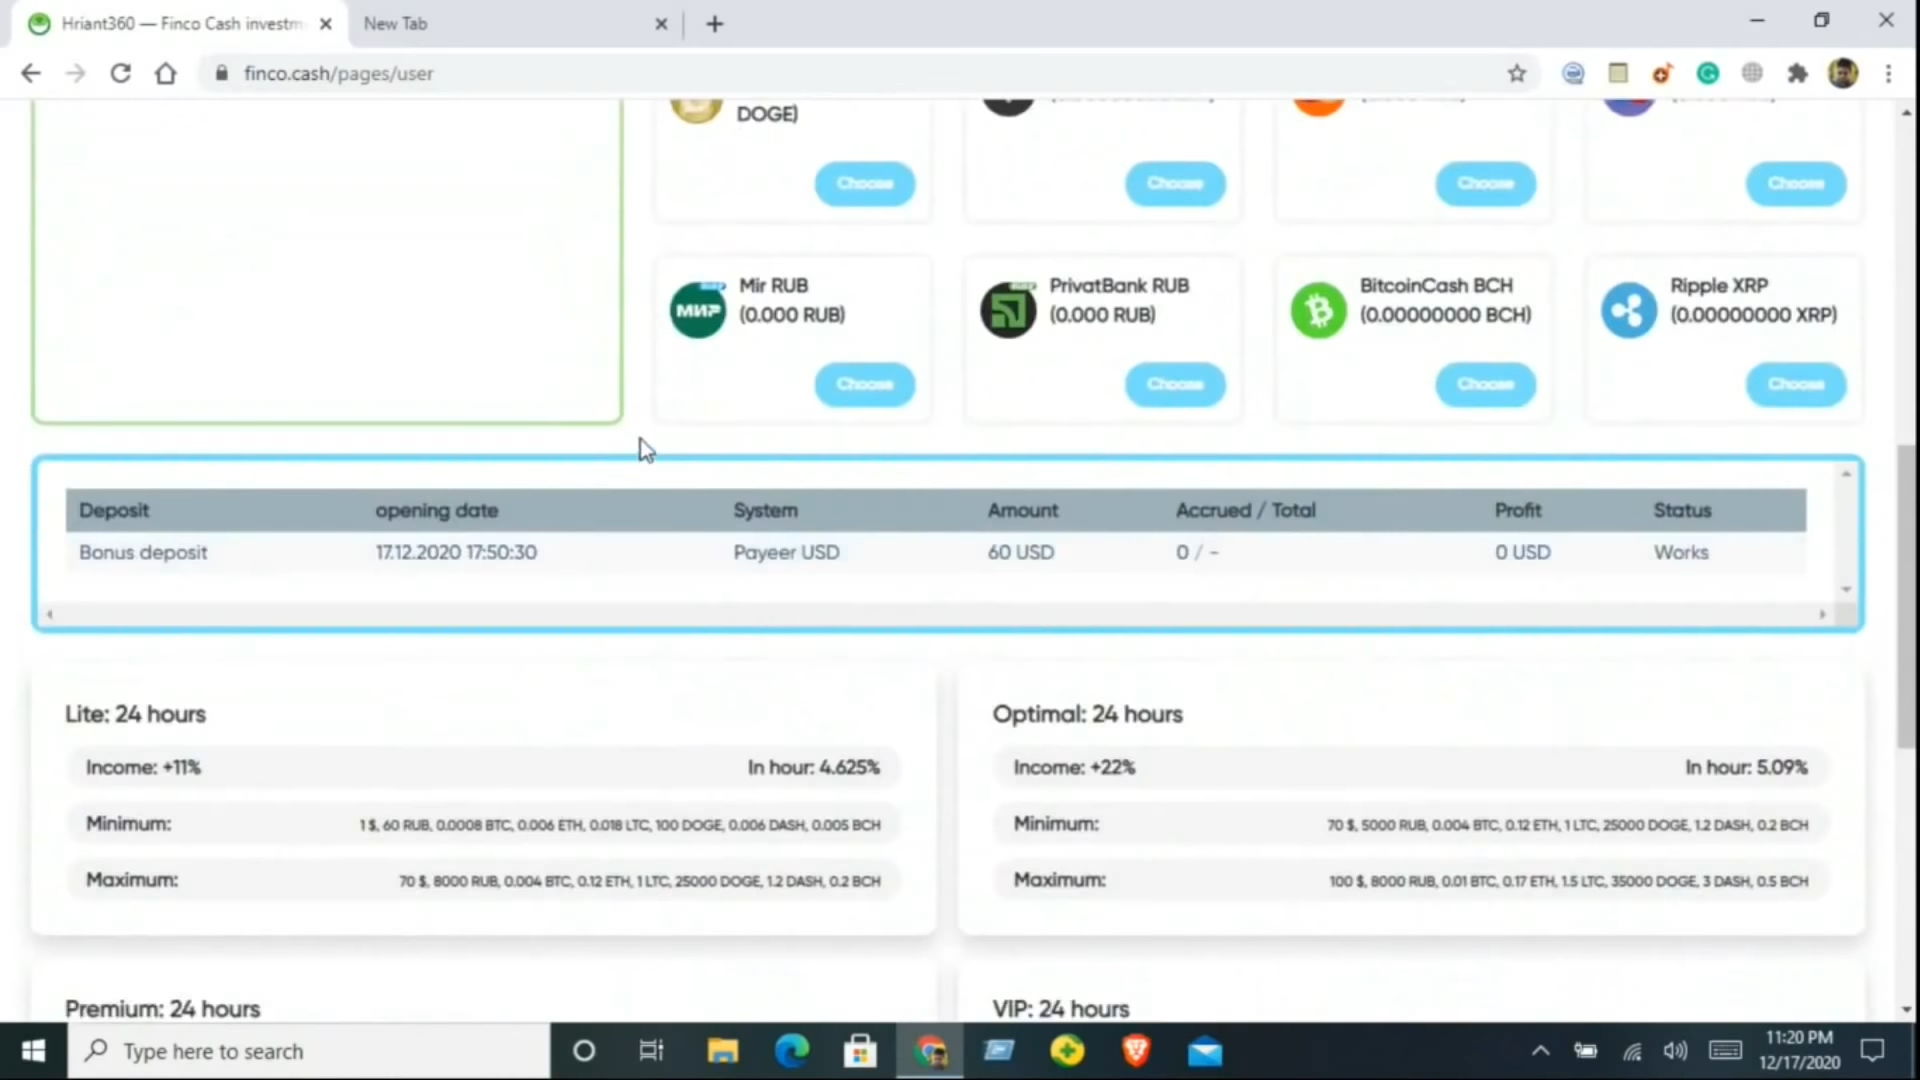 Hriant360 — Finco Cash investm
New Tab
finco.cash/pages/user
DOGE)
Choose
Choose
Choose
Choose
Mir RUB
(0.000 RUB)
PrivatBank RUB
(0.000 RUB)
BitcoinCash BCH
(0.00000000 BCH)
Ripple XRP
(0.00000000 XRP)
МИР
Choose
Choose
Choose
Choose
Deposit opening date System Amount Accrued / Total Profit Status
Bonus deposit 17.12.2020 17:50:30 Payeer USD 60 USD 0 / - 0 USD Works
Lite: 24 hours
Income: +11% In hour: 4.625%
Minimum: 1 $, 60 RUB, 0.0008 BTC, 0.006 ETH, 0.018 LTC, 100 DOGE, 0.006 DASH, 0.005 BCH
Maximum: 70 $, 8000 RUB, 0.004 BTC, 0.12 ETH, 1 LTC, 25000 DOGE, 1.2 DASH, 0.2 BCH
Optimal: 24 hours
Income: +22% In hour: 5.09%
Minimum: 70 $, 5000 RUB, 0.004 BTC, 0.12 ETH, 1 LTC, 25000 DOGE, 1.2 DASH, 0.2 BCH
Maximum: 100 $, 8000 RUB, 0.01 BTC, 0.17 ETH, 1.5 LTC, 35000 DOGE, 3 DASH, 0.5 BCH
Premium: 24 hours
VIP: 24 hours
Type here to search
11:20 PM
12/17/2020